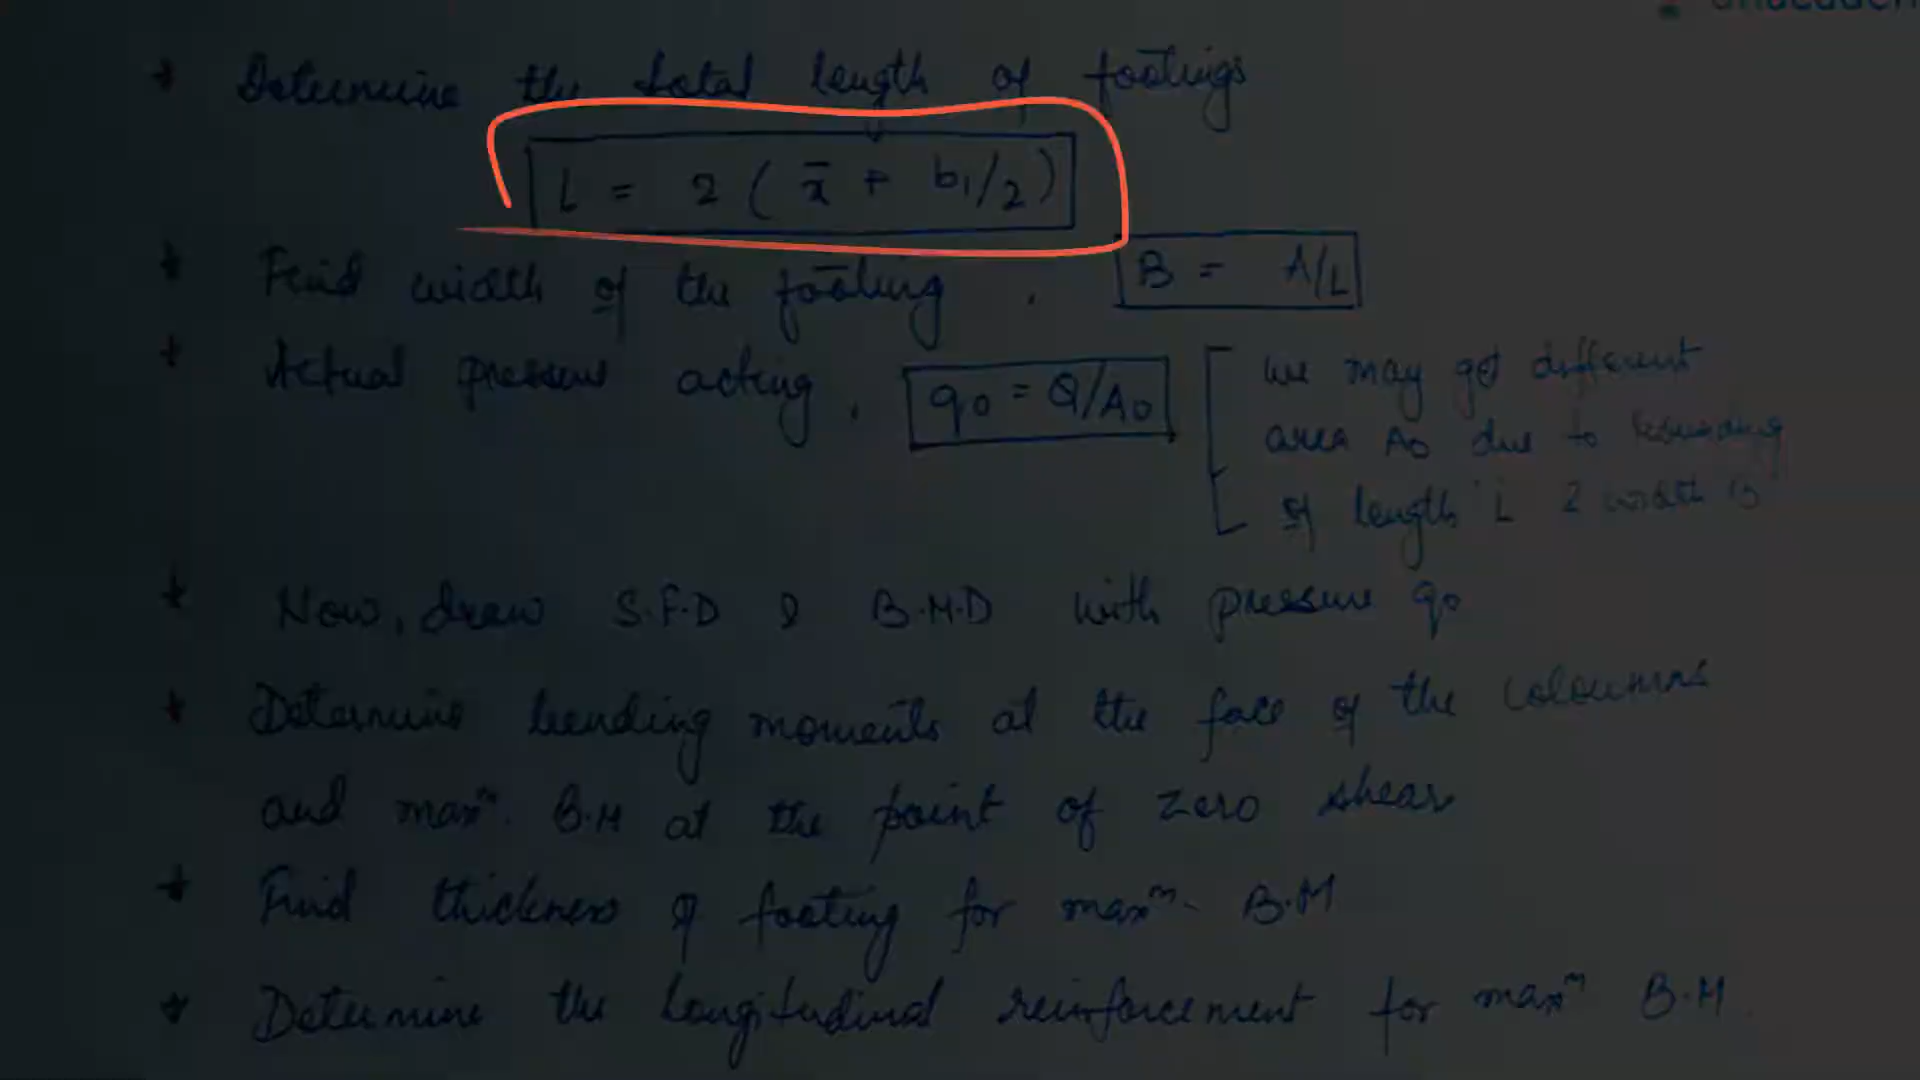 * Determine the total length of footings
L = 2 ( x̄ + b1/2 )
* Find width of the footing. B = A/L
* Actual pressure acting. q0 = Q/A0
we may get different
area A0 due to rounding
of length L & width B
* Now, draw S.F.D & B.M.D with pressure q0
* Determine bending moments at the face of the coloumns
and maxm. B.M at the point of zero shear
* Find thickness of footing for maxm. B.M
* Determine the longitudinal reinforcement for maxm B.M.